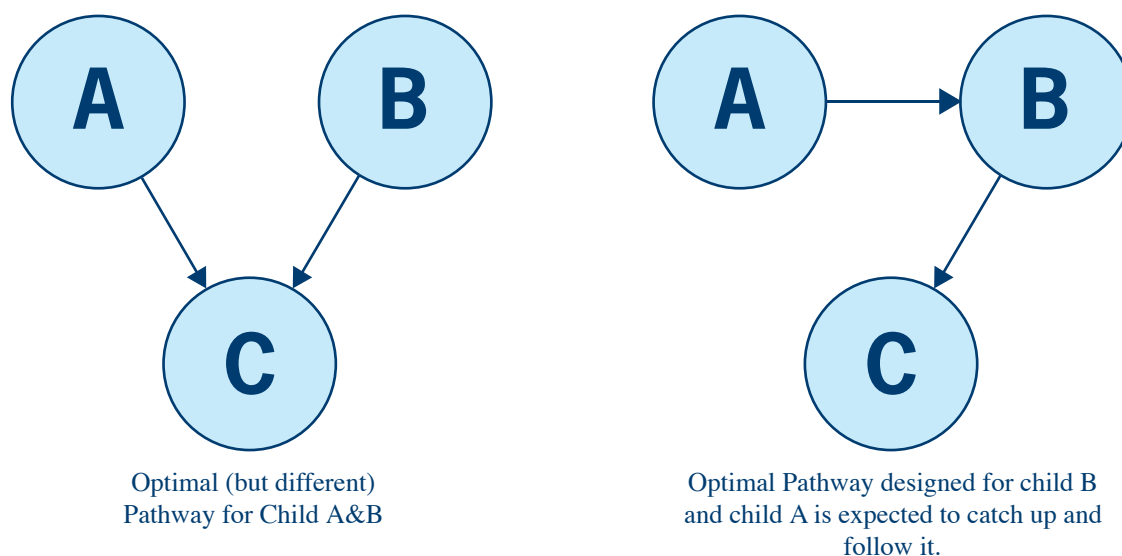 A
B
A
B
C
C
Optimal (but different)
Pathway for Child A&B
Optimal Pathway designed for child B
and child A is expected to catch up and
follow it.